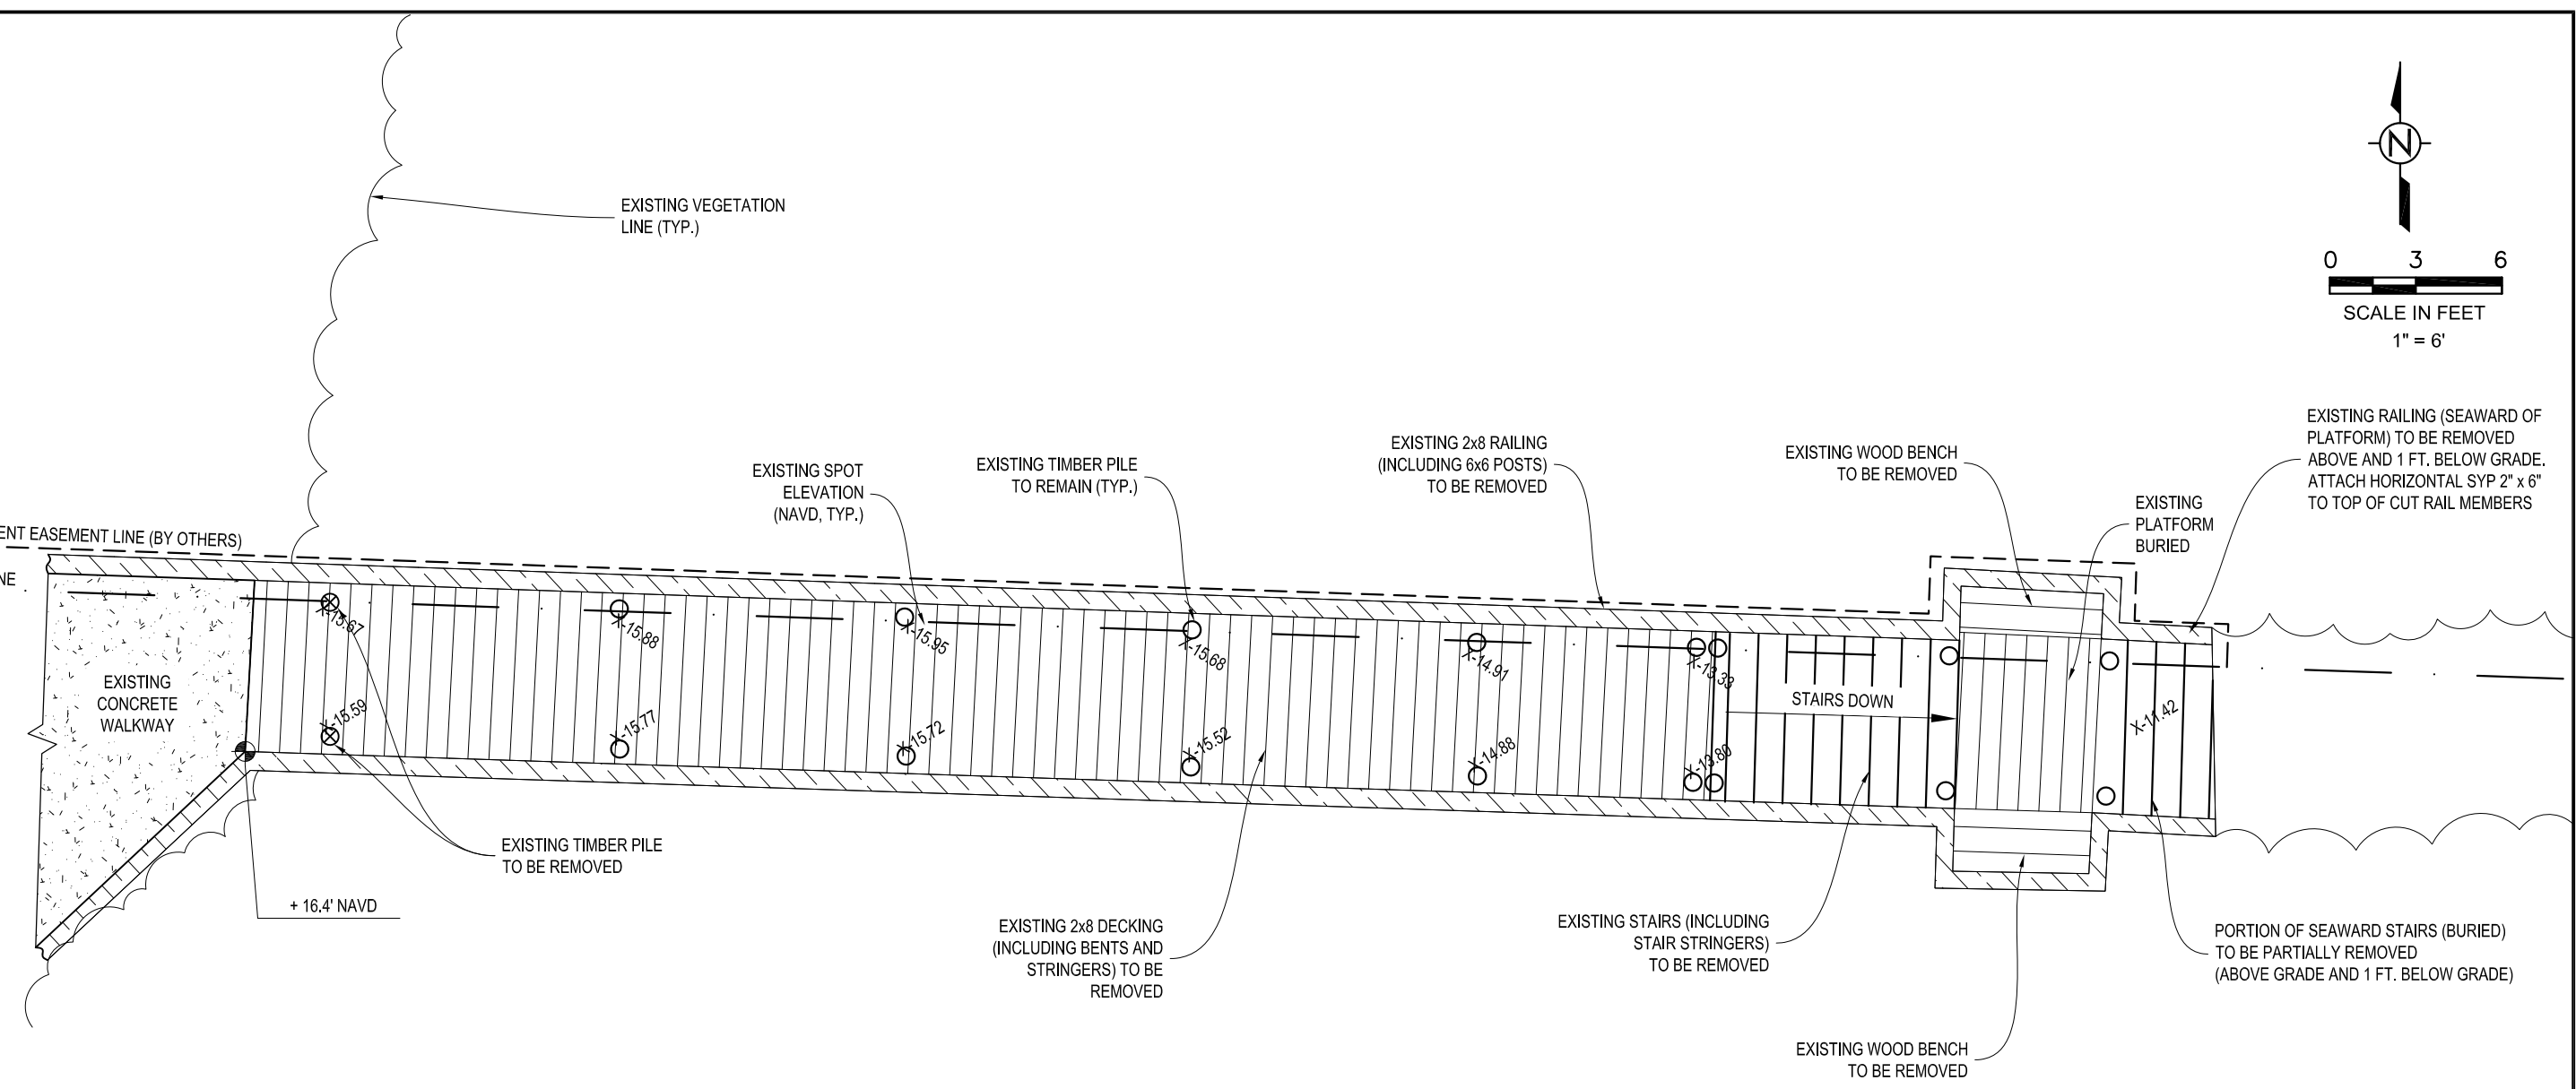 N
0 3 6
SCALE IN FEET
1" = 6'
EXISTING VEGETATION
LINE (TYP.)
EXISTING RAILING (SEAWARD OF
PLATFORM) TO BE REMOVED
ABOVE AND 1 FT. BELOW GRADE.
ATTACH HORIZONTAL SYP 2" x 6"
TO TOP OF CUT RAIL MEMBERS
EXISTING 2x8 RAILING
(INCLUDING 6x6 POSTS)
TO BE REMOVED
EXISTING WOOD BENCH
TO BE REMOVED
EXISTING TIMBER PILE
TO REMAIN (TYP.)
EXISTING SPOT
ELEVATION
(NAVD, TYP.)
EXISTING
PLATFORM
BURIED
ENT EASEMENT LINE (BY OTHERS)
NE
X-15.67
X-15.88
X-15.95
X-15.68
X-14.91
X-13.33
EXISTING
CONCRETE
WALKWAY
STAIRS DOWN
X-15.59
X-15.77
X-15.72
X-15.52
X-14.88
X-13.80
X-11.42
EXISTING TIMBER PILE
TO BE REMOVED
+ 16.4' NAVD
EXISTING 2x8 DECKING
(INCLUDING BENTS AND
STRINGERS) TO BE
REMOVED
EXISTING STAIRS (INCLUDING
STAIR STRINGERS)
TO BE REMOVED
PORTION OF SEAWARD STAIRS (BURIED)
TO BE PARTIALLY REMOVED
(ABOVE GRADE AND 1 FT. BELOW GRADE)
EXISTING WOOD BENCH
TO BE REMOVED